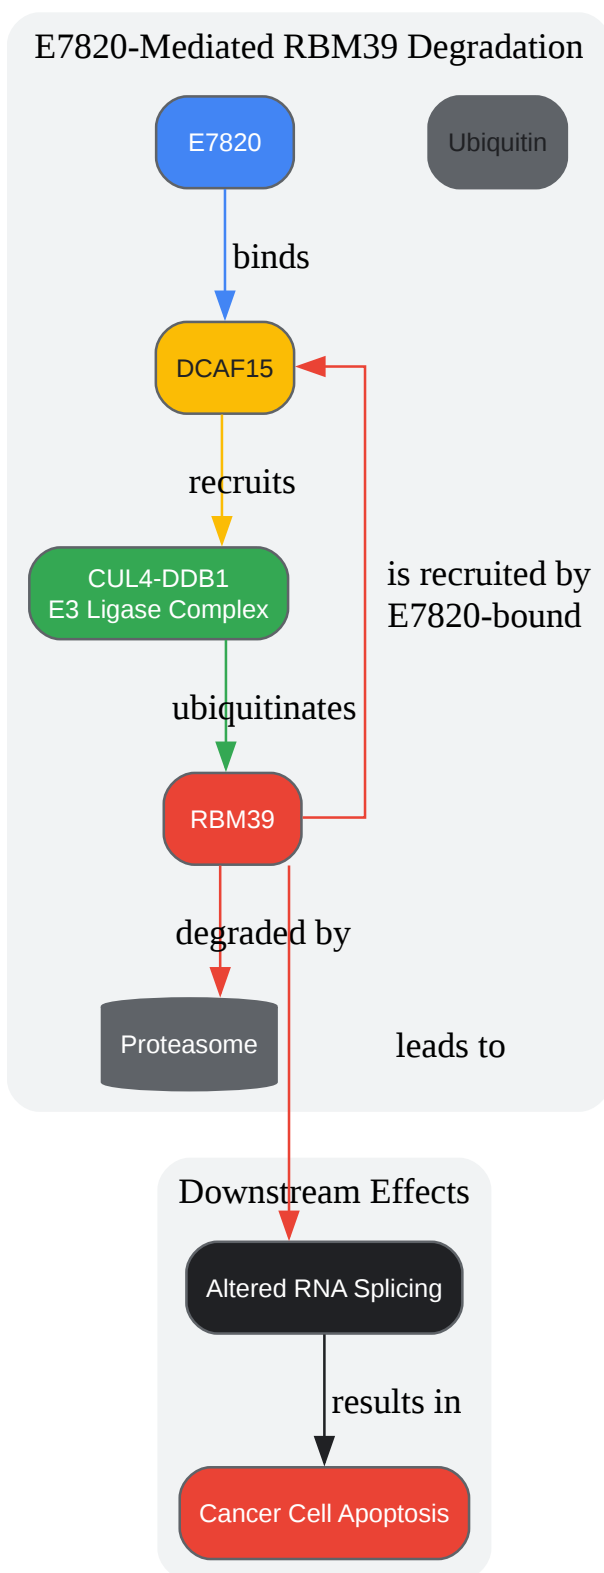 E7820-Mediated RBM39 Degradation
E7820
Ubiquitin
binds
DCAF15
recruits
CUL4-DDB1
E3 Ligase Complex
is recruited by
E7820-bound
ubiquitinates
RBM39
degraded by
Proteasome
leads to
Downstream Effects
Altered RNA Splicing
results in
Cancer Cell Apoptosis